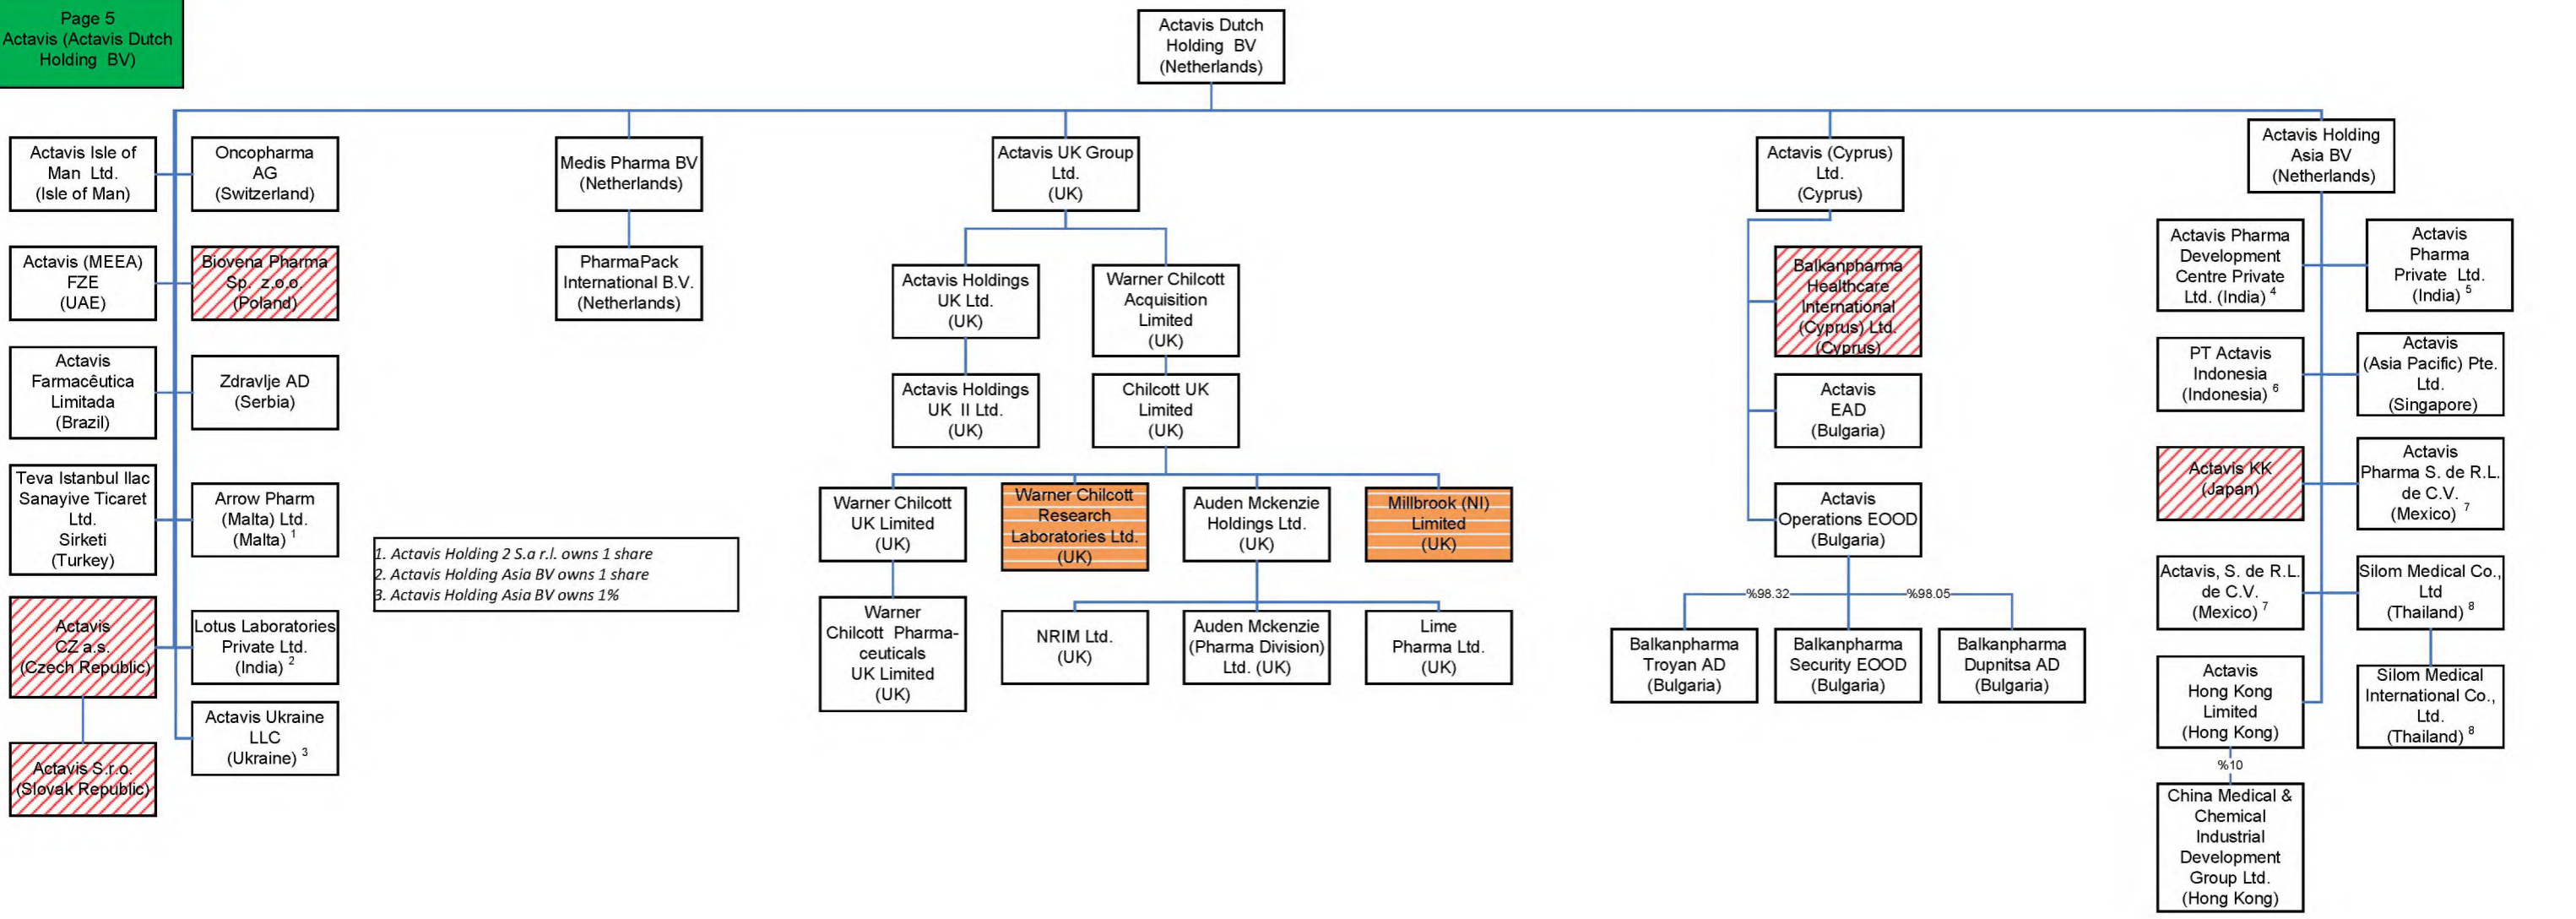 Page 5
Actavis (Actavis Dutch
Holding BV)
Actavis Dutch
Holding BV
(Netherlands)
Actavis Isle of
Man Ltd.
(Isle of Man)
Oncopharma
AG
(Switzerland)
Actavis (MEEA)
FZE
(UAE)
Biovena Pharma
Sp. z.o.o.
(Poland)
Actavis
Farmacêutica
Limitada
(Brazil)
Zdravlje AD
(Serbia)
Teva Istanbul Ilac
Sanayive Ticaret
Ltd.
Sirketi
(Turkey)
Arrow Pharm
(Malta) Ltd.
(Malta) 1
Actavis
CZ a.s.
(Czech Republic)
Lotus Laboratories
Private Ltd.
(India) 2
Actavis S.r.o.
(Slovak Republic)
Actavis Ukraine
LLC
(Ukraine) 3
1. Actavis Holding 2 S.a r.l. owns 1 share
2. Actavis Holding Asia BV owns 1 share
3. Actavis Holding Asia BV owns 1%
Medis Pharma BV
(Netherlands)
PharmaPack
International B.V.
(Netherlands)
Actavis UK Group
Ltd.
(UK)
Actavis Holdings
UK Ltd.
(UK)
Actavis Holdings
UK II Ltd.
(UK)
Warner Chilcott
Acquisition
Limited
(UK)
Chilcott UK
Limited
(UK)
Warner Chilcott
UK Limited
(UK)
Warner
Chilcott Pharma-
ceuticals
UK Limited
(UK)
Warner Chilcott
Research
Laboratories Ltd.
(UK)
Auden Mckenzie
Holdings Ltd.
(UK)
Millbrook (NI)
Limited
(UK)
NRIM Ltd.
(UK)
Auden Mckenzie
(Pharma Division)
Ltd. (UK)
Lime
Pharma Ltd.
(UK)
Actavis (Cyprus)
Ltd.
(Cyprus)
Balkanpharma
Healthcare
International
(Cyprus) Ltd.
(Cyprus)
Actavis
EAD
(Bulgaria)
Actavis
Operations EOOD
(Bulgaria)
%98.32
%98.05
Balkanpharma
Troyan AD
(Bulgaria)
Balkanpharma
Security EOOD
(Bulgaria)
Balkanpharma
Dupnitsa AD
(Bulgaria)
Actavis Holding
Asia BV
(Netherlands)
Actavis Pharma
Development
Centre Private
Ltd. (India) 4
Actavis
Pharma
Private Ltd.
(India) 5
PT Actavis
Indonesia
(Indonesia) 6
Actavis
(Asia Pacific) Pte.
Ltd.
(Singapore)
Actavis KK
(Japan)
Actavis
Pharma S. de R.L.
de C.V.
(Mexico) 7
Actavis, S. de R.L.
de C.V.
(Mexico) 7
Silom Medical Co.,
Ltd
(Thailand) 8
Actavis
Hong Kong
Limited
(Hong Kong)
Silom Medical
International Co.,
Ltd.
(Thailand) 8
%10
China Medical &
Chemical
Industrial
Development
Group Ltd.
(Hong Kong)